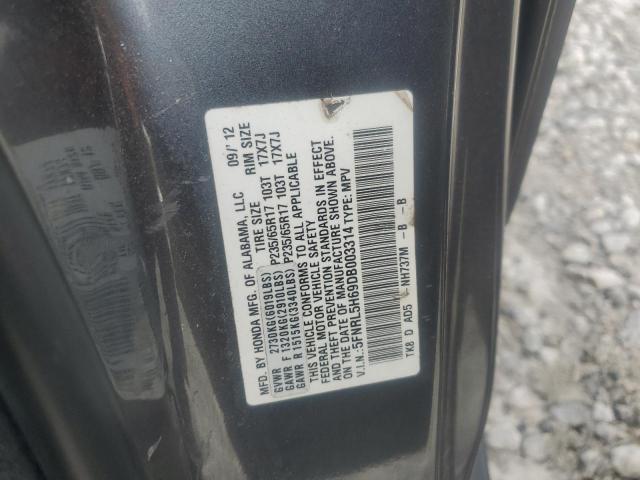 MFD. BY HONDA MFG. OF ALABAMA, LLC 09/'12
TIRE SIZE RIM SIZE
GVWR 2730KG(6019LBS)
GAWR F 1320KG(2910LBS) P235/65R17 103T 17X7J
GAWR R 1515KG(3340LBS) P235/65R17 103T 17X7J
THIS VEHICLE CONFORMS TO ALL APPLICABLE
FEDERAL MOTOR VEHICLE SAFETY
AND THEFT PREVENTION STANDARDS IN EFFECT
ON THE DATE OF MANUFACTURE SHOWN ABOVE.
V.I.N.: 5FNRL5H69DB003314 TYPE: MPV
TK8 D AD5 NH737M - B - B